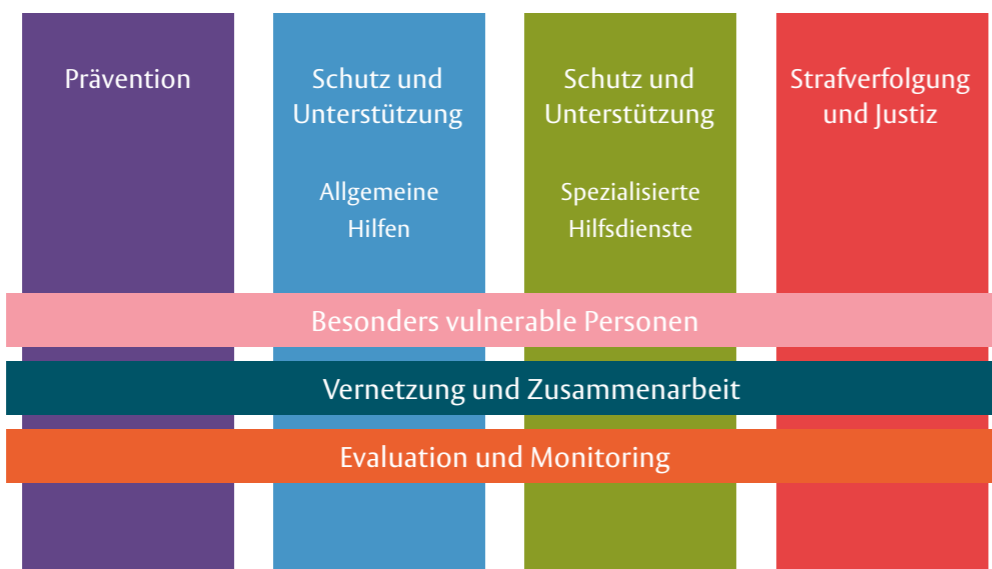 Prävention
Schutz und
Unterstützung
Allgemeine
Hilfen
Schutz und
Unterstützung
Spezialisierte
Hilfsdienste
Strafverfolgung
und Justiz
Besonders vulnerable Personen
Vernetzung und Zusammenarbeit
Evaluation und Monitoring